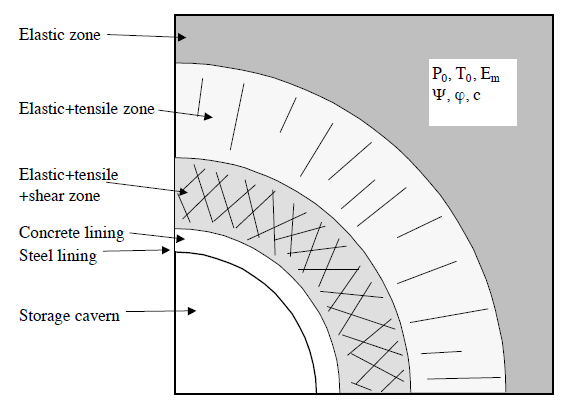 Elastic zone
P0, T0, Em
Ψ, φ, c
Elastic+tensile zone
Elastic+tensile
+shear zone
Concrete lining
Steel lining
Storage cavern